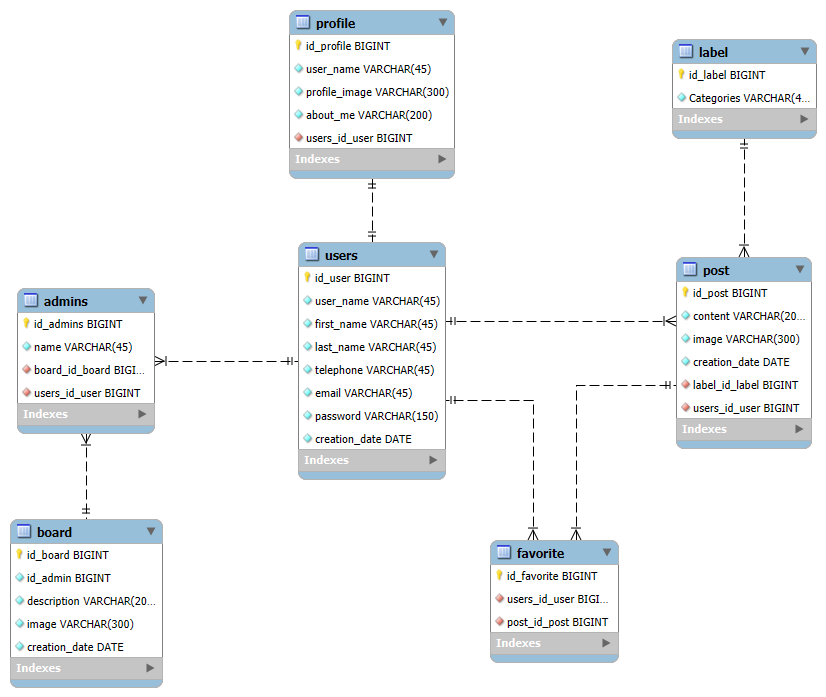 profile
id_profile BIGINT
user_name VARCHAR(45)
profile_image VARCHAR(300)
about_me VARCHAR(200)
users_id_user BIGINT
Indexes
label
id_label BIGINT
Categories VARCHAR(4...
Indexes
users
id_user BIGINT
user_name VARCHAR(45)
first_name VARCHAR(45)
last_name VARCHAR(45)
telephone VARCHAR(45)
email VARCHAR(45)
password VARCHAR(150)
creation_date DATE
Indexes
post
id_post BIGINT
content VARCHAR(20...
image VARCHAR(300)
creation_date DATE
label_id_label BIGINT
users_id_user BIGINT
Indexes
admins
id_admins BIGINT
name VARCHAR(45)
board_id_board BIGI...
users_id_user BIGINT
Indexes
board
id_board BIGINT
id_admin BIGINT
description VARCHAR(20...
image VARCHAR(300)
creation_date DATE
Indexes
favorite
id_favorite BIGINT
users_id_user BIGI...
post_id_post BIGINT
Indexes